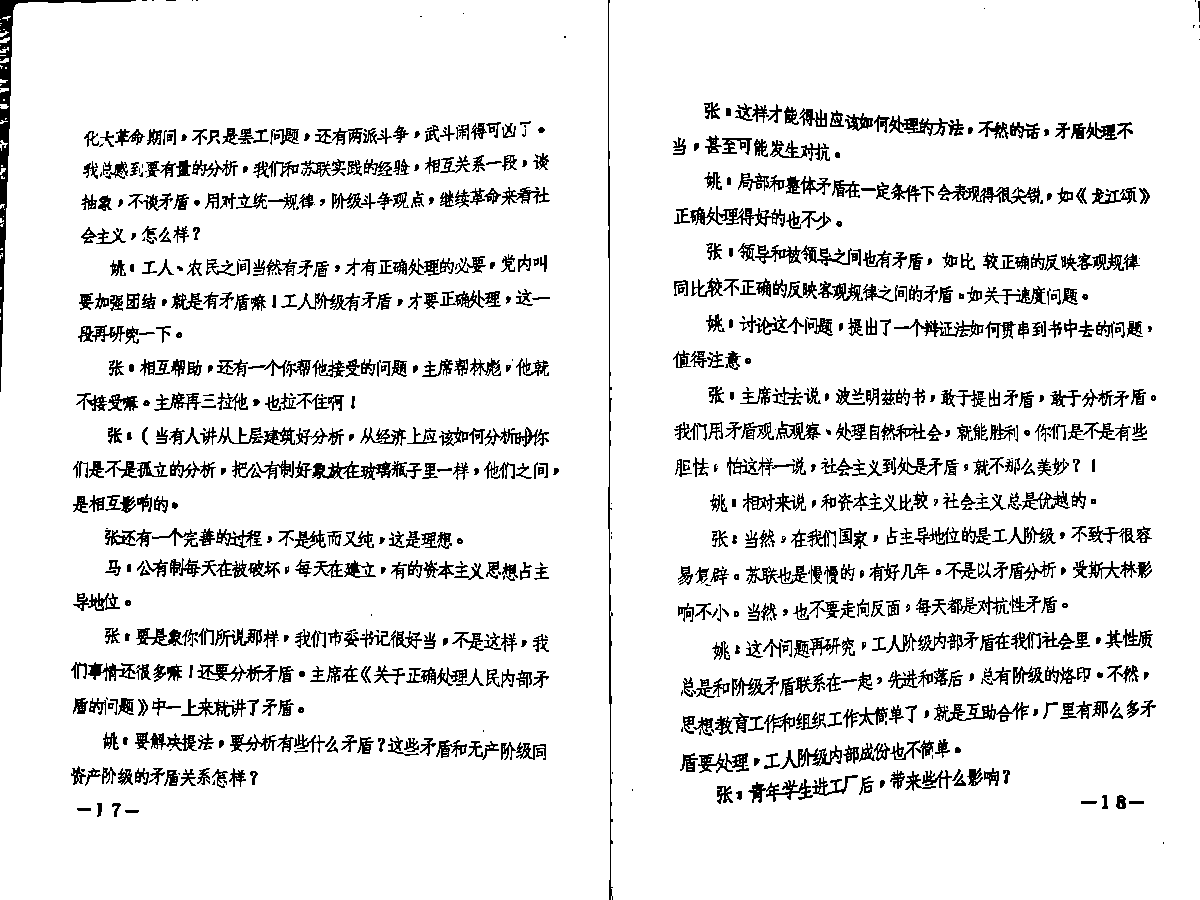 化大革命期间，不只是罢工问题，还有两派斗争，武斗闹得可凶了。
我总感到要有量的分析，我们和苏联实践的经验，相互关系一段，谈
抽象，不谈矛盾。用对立统一规律，阶级斗争观点，继续革命来看社
会主义，怎么样？
姚：工人、农民之间当然有矛盾，才有正确处理的必要，党内叫
要加强团结，就是有矛盾嘛！工人阶级有矛盾，才要正确处理，这一
段再研究一下。
张：相互帮助，还有一个你帮他接受的问题，主席帮林彪，他就
不接受嘛。主席再三拉他，也拉不住啊！
张：（当有人讲从上层建筑好分析，从经济上应该如何分析时）你
们是不是孤立的分析，把公有制好象放在玻璃瓶子里一样，他们之间，
是相互影响的。
张还有一个完善的过程，不是纯而又纯，这是理想。
马：公有制每天在被破坏，每天在建立，有的资本主义思想占主
导地位。
张：要是象你们所说那样，我们市委书记很好当，不是这样，我
们事情还很多嘛！还要分析矛盾。主席在《关于正确处理人民内部矛
盾的问题》中一上来就讲了矛盾。
姚：要解决提法，要分析有些什么矛盾？这些矛盾和无产阶级同
资产阶级的矛盾关系怎样？
—17—
张：这样才能得出应该如何处理的方法，不然的话，矛盾处理不
当，甚至可能发生对抗。
姚：局部和整体矛盾在一定条件下会表现得很尖锐，如《龙江颂》
正确处理得好的也不少。
张：领导和被领导之间也有矛盾，如比 较正确的反映客观规律
同比较不正确的反映客观规律之间的矛盾。如关于速度问题。
姚：讨论这个问题，提出了一个辩证法如何贯串到书中去的问题，
值得注意。
张：主席过去说，波兰明兹的书，敢于提出矛盾，敢于分析矛盾。
我们用矛盾观点观察、处理自然和社会，就能胜利。你们是不是有些
胆怯，怕这样一说，社会主义到处是矛盾，就不那么美妙？！
姚：相对来说，和资本主义比较，社会主义总是优越的。
张：当然，在我们国家，占主导地位的是工人阶级，不致于很容
易复辟。苏联也是慢慢的，有好几年。不是以矛盾分析，受斯大林影
响不小。当然，也不要走向反面，每天都是对抗性矛盾。
姚：这个问题再研究，工人阶级内部矛盾在我们社会里，其性质
总是和阶级矛盾联系在一起，先进和落后，总有阶级的烙印。不然，
思想教育工作和组织工作太简单了，就是互助合作，厂里有那么多矛
盾要处理，工人阶级内部成份也不简单。
张：青年学生进工厂后，带来些什么影响？
—18—